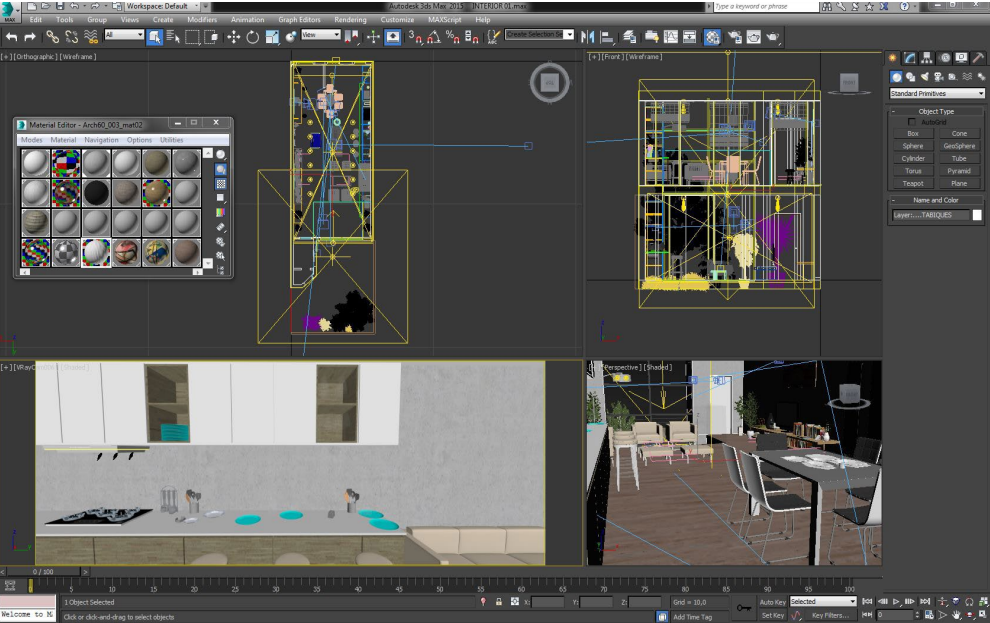 Workspace: Default
Autodesk 3ds Max 2015 INTERIOR 01.max
Type a keyword or phrase
MAX
Edit Tools Group Views Create Modifiers Animation Graph Editors Rendering Customize MAXScript Help
All
View
Create Selection Se
[+][Orthographic][Wireframe]
[+][Front][Wireframe]
FRONT
Standard Primitives
Object Type
AutoGrid
Box Cone
Sphere GeoSphere
Cylinder Tube
Torus Pyramid
Teapot Plane
Name and Color
Layer:....TABIQUES
Material Editor - Arch60_003_mat02
Modes Material Navigation Options Utilities
[Perspective][Shaded]
0 / 100
5 10 15 20 25 30 35 40 45 50 55 60 65 70 75 80 85 90 95 100
1 Object Selected
X: Y: Z:
Grid = 10,0
Auto Key
Selected
Welcome to M
Click or click-and-drag to select objects
Add Time Tag
Set Key
Key Filters...
0